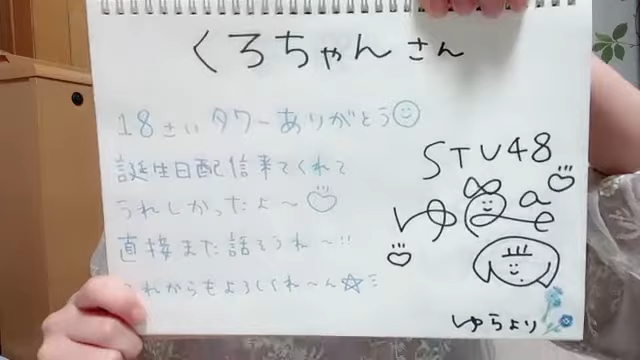 くろちゃんさん
18さいタワーありがとう
誕生日配信来てくれて
うれしかったよ〜
直接また話そうね〜!!
これからもよろしくね〜ん
STU48
ゆらより